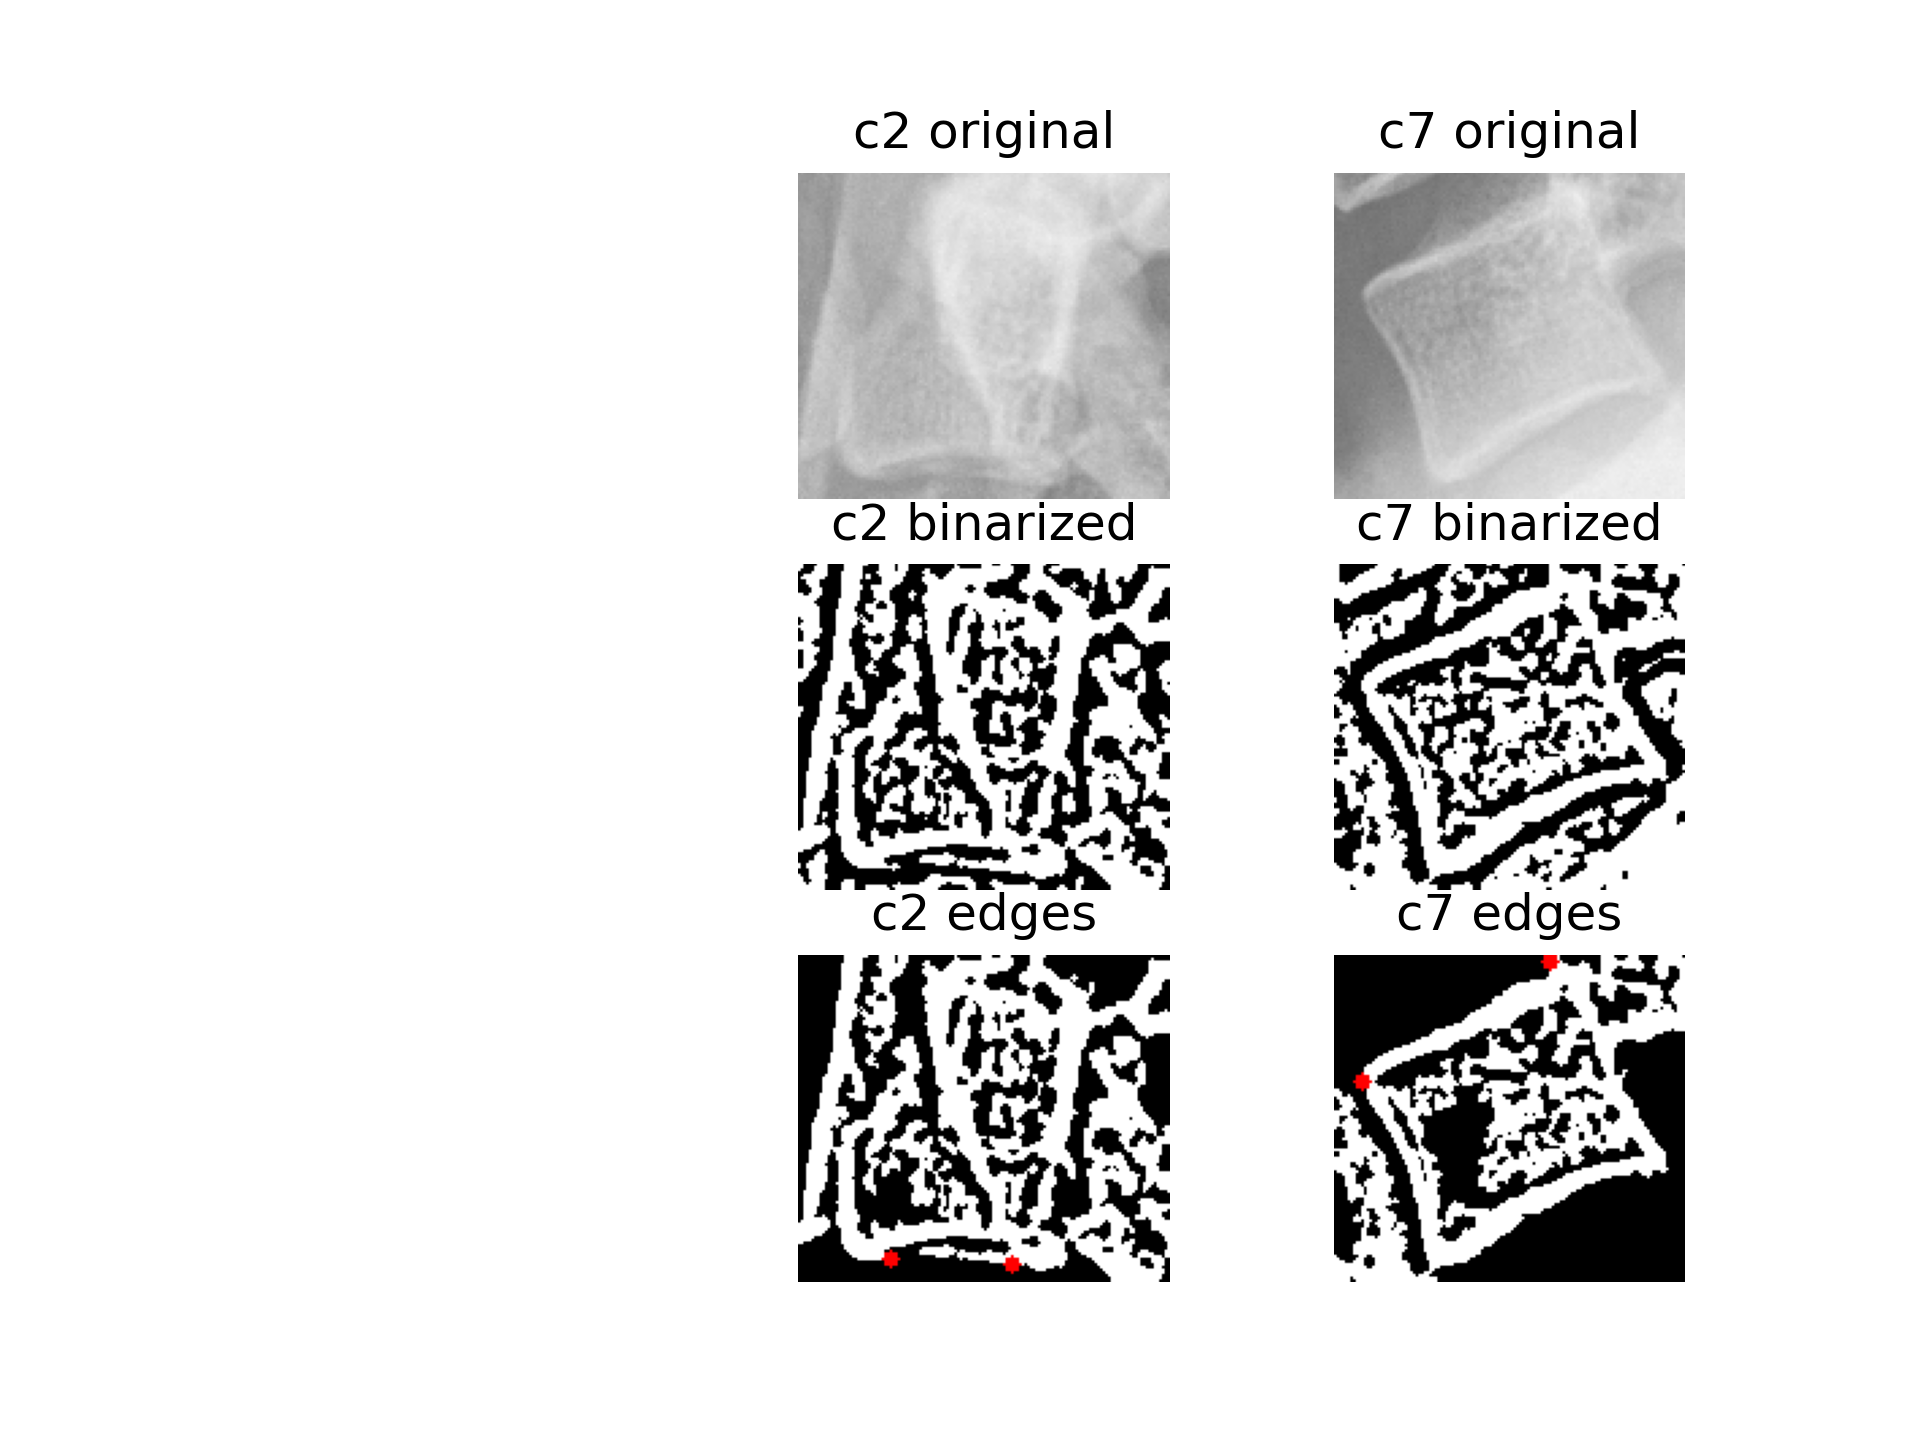 c2 original
c7 original
c2 binarized
c7 binarized
c2 edges
c7 edges